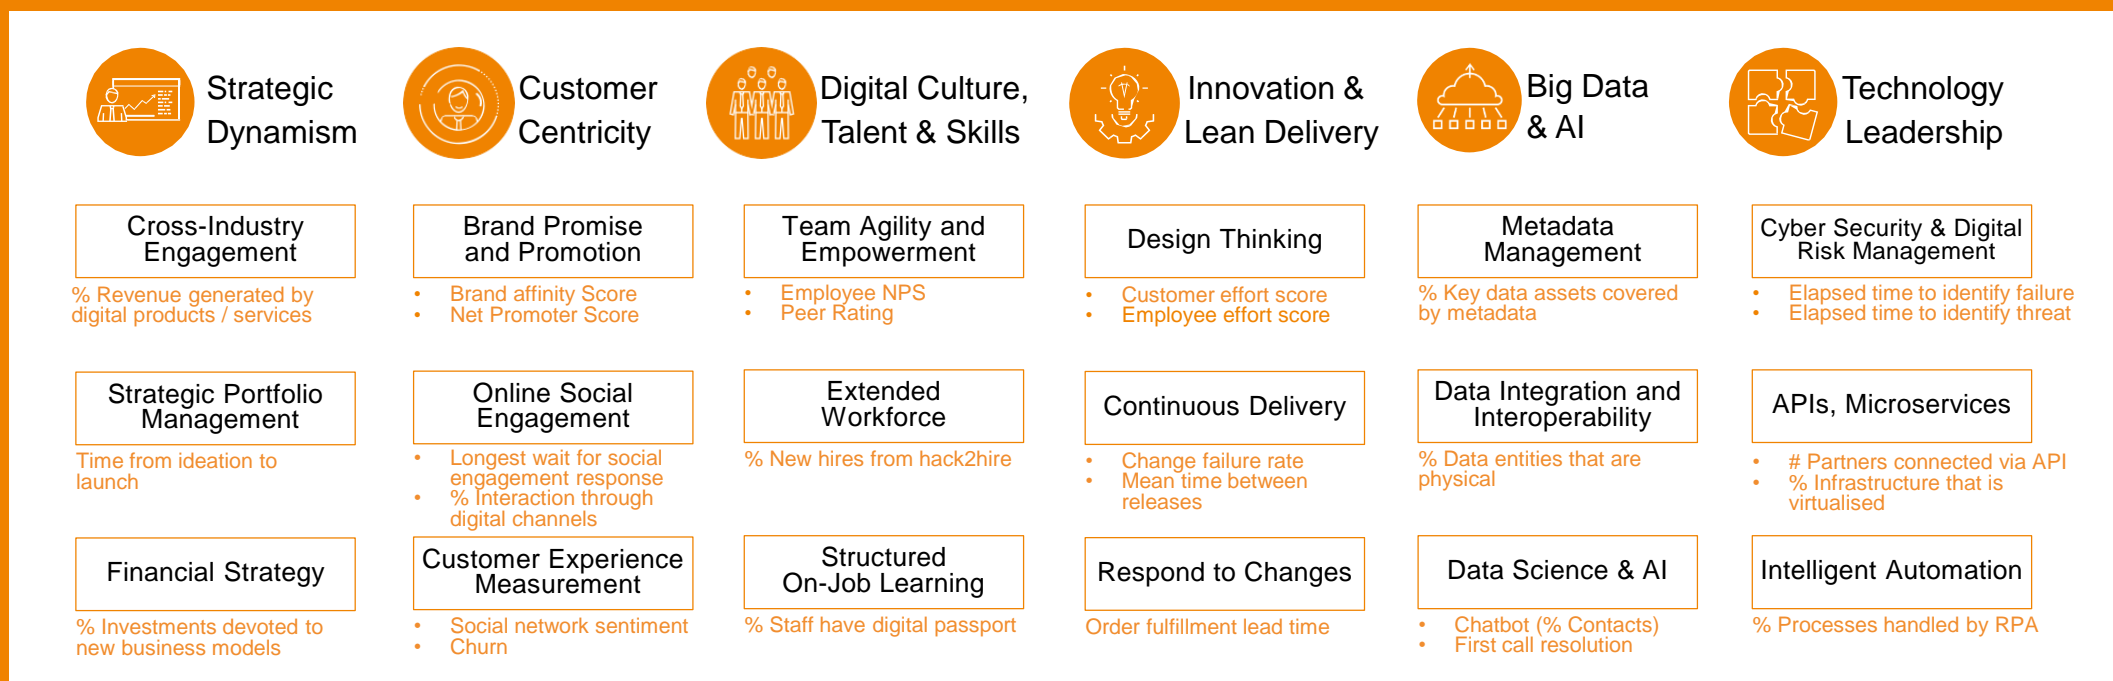 Strategic
Dynamism
Customer
Centricity
Digital Culture,
Talent & Skills
Innovation &
Lean Delivery
Big Data
& AI
Technology
Leadership
Cross-Industry
Engagement
% Revenue generated by
digital products / services
Strategic Portfolio
Management
Time from ideation to
launch
Financial Strategy
% Investments devoted to
new business models
Brand Promise
and Promotion
• Brand affinity Score
• Net Promoter Score
Online Social
Engagement
• Longest wait for social
engagement response
• % Interaction through
digital channels
Customer Experience
Measurement
• Social network sentiment
• Churn
Team Agility and
Empowerment
• Employee NPS
• Peer Rating
Extended
Workforce
% New hires from hack2hire
Structured
On-Job Learning
% Staff have digital passport
Design Thinking
• Customer effort score
• Employee effort score
Continuous Delivery
• Change failure rate
• Mean time between
releases
Respond to Changes
Order fulfillment lead time
Metadata
Management
% Key data assets covered
by metadata
Data Integration and
Interoperability
% Data entities that are
physical
Data Science & AI
• Chatbot (% Contacts)
• First call resolution
Cyber Security & Digital
Risk Management
• Elapsed time to identify failure
• Elapsed time to identify threat
APIs, Microservices
• # Partners connected via API
• % Infrastructure that is
virtualised
Intelligent Automation
% Processes handled by RPA